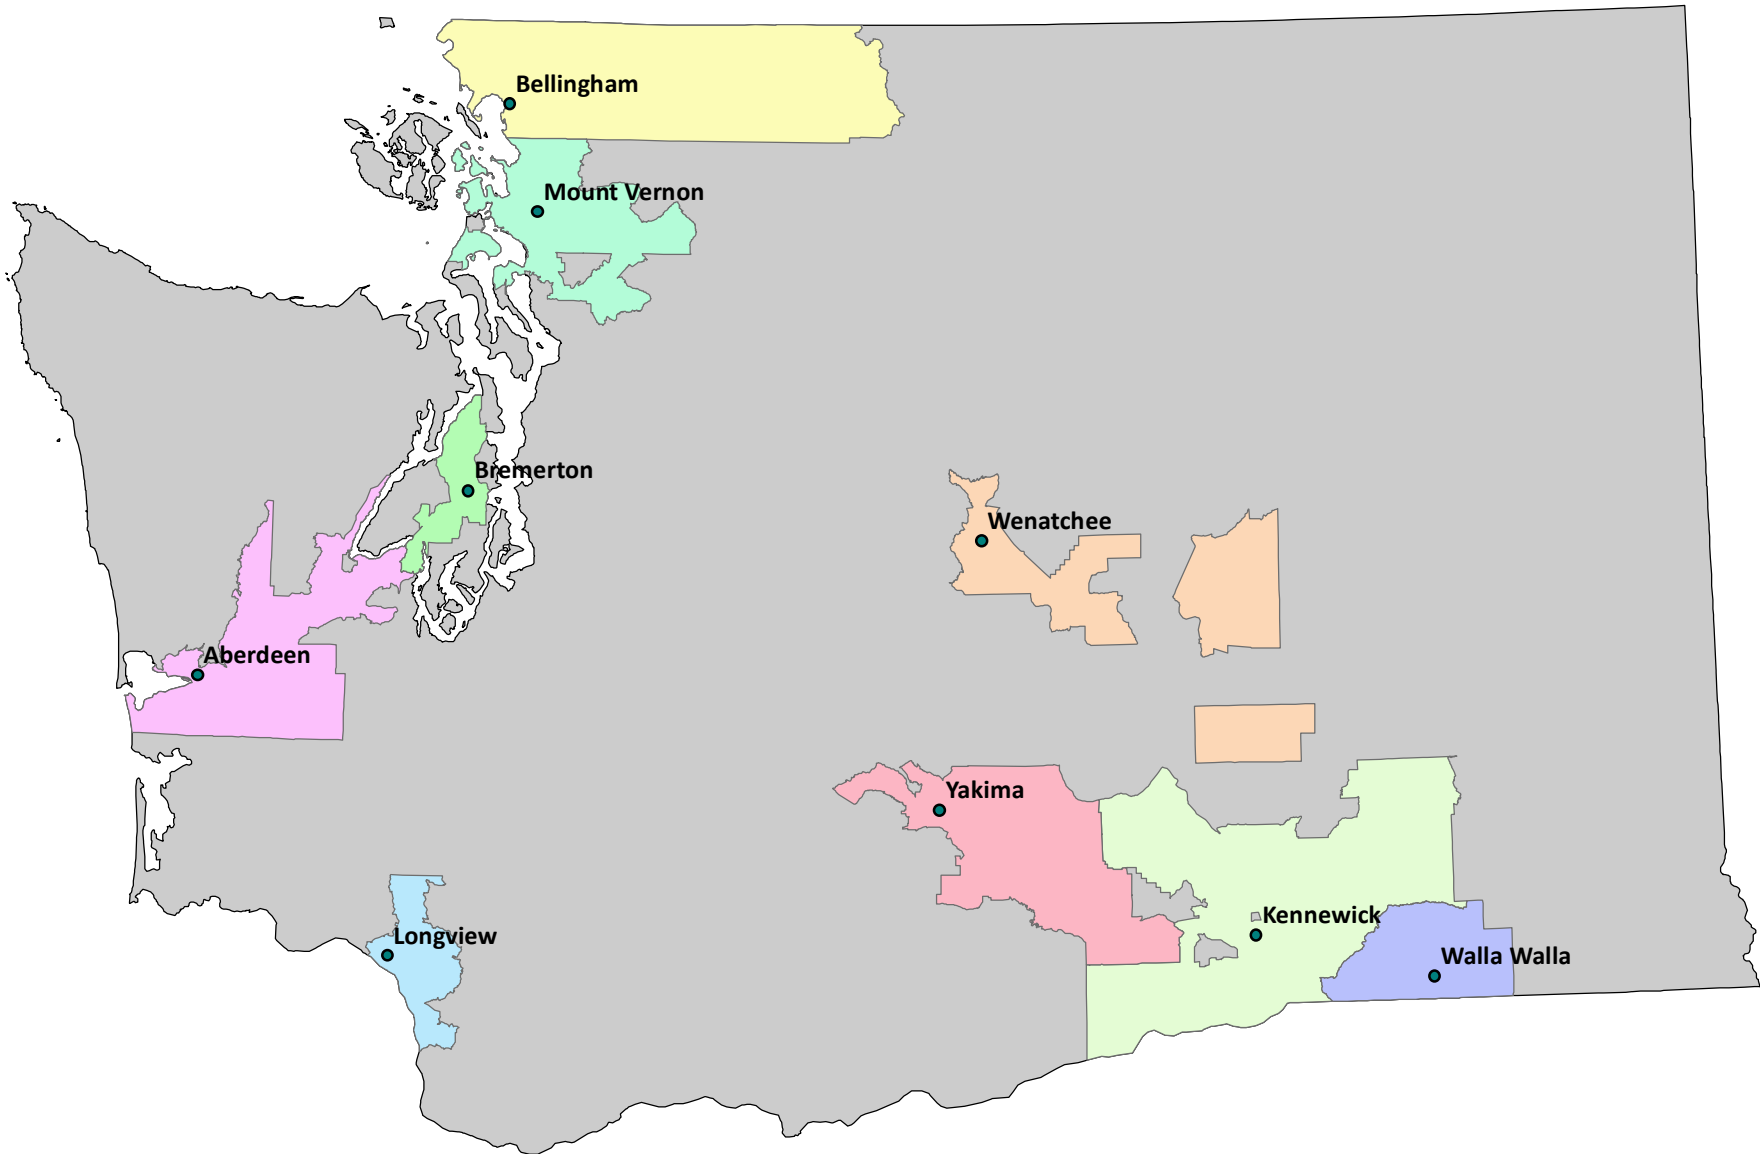 Bellingham
Mount Vernon
Bremerton
Wenatchee
Aberdeen
Yakima
Kennewick
Longview
Walla Walla